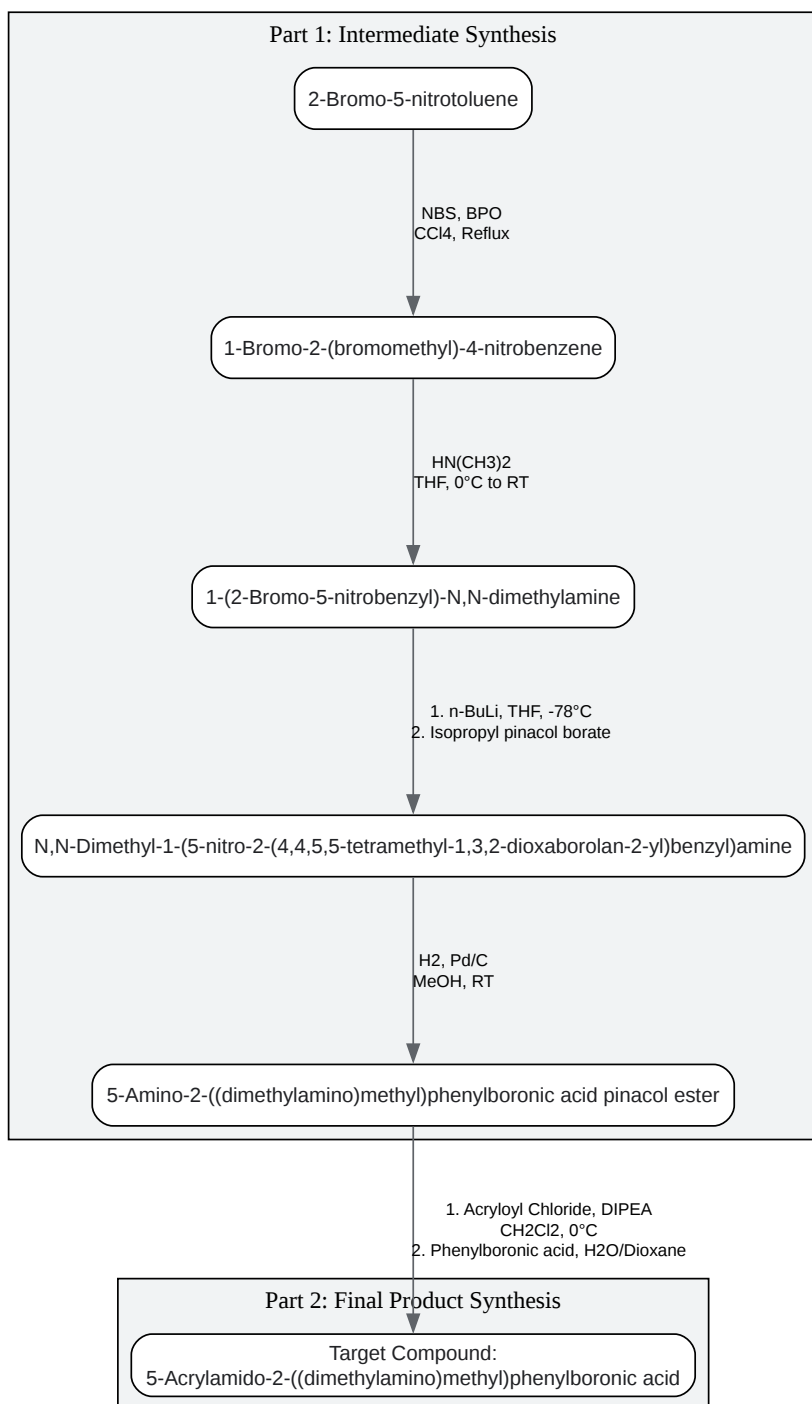 Part 1: Intermediate Synthesis
2-Bromo-5-nitrotoluene
NBS, BPO
CCl4, Reflux
1-Bromo-2-(bromomethyl)-4-nitrobenzene
HN(CH3)2
THF, 0°C to RT
1-(2-Bromo-5-nitrobenzyl)-N,N-dimethylamine
1. n-BuLi, THF, -78°C
2. Isopropyl pinacol borate
N,N-Dimethyl-1-(5-nitro-2-(4,4,5,5-tetramethyl-1,3,2-dioxaborolan-2-yl)benzyl)amine
H2, Pd/C
MeOH, RT
5-Amino-2-((dimethylamino)methyl)phenylboronic acid pinacol ester
1. Acryloyl Chloride, DIPEA
CH2Cl2, 0°C
2. Phenylboronic acid, H2O/Dioxane
Part 2: Final Product Synthesis
Target Compound:
5-Acrylamido-2-((dimethylamino)methyl)phenylboronic acid